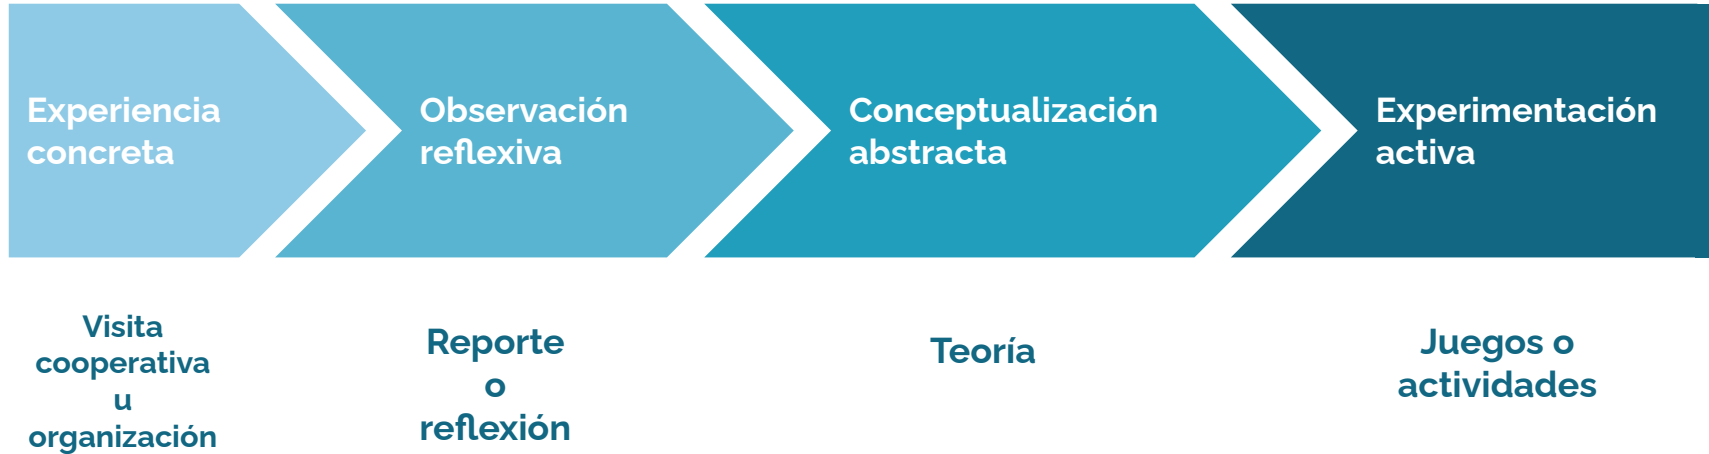 Experiencia
concreta
Observación
reflexiva
Conceptualización
abstracta
Experimentación
activa
Visita
cooperativa
u
organización
Reporte
o
reflexión
Teoría
Juegos o
actividades